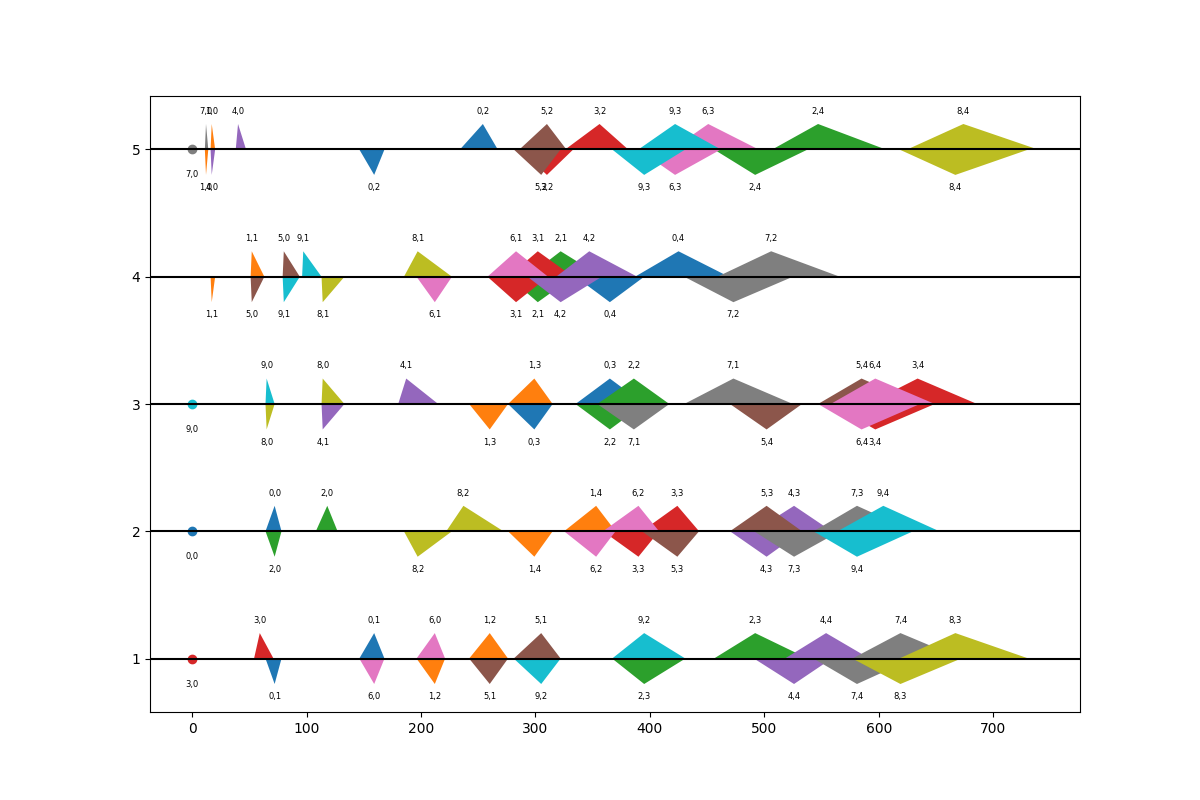 7,0 1,0 4,0 0,2 5,2 3,2 9,3 6,3 2,4 8,4
5
7,0 1,0 4,0 0,2 5,2 3,2 9,3 6,3 2,4 8,4
1,1 5,0 9,1 8,1 6,1 3,1 2,1 4,2 0,4 7,2
4
1,1 5,0 9,1 8,1 6,1 3,1 2,1 4,2 0,4 7,2
9,0 8,0 4,1 1,3 0,3 2,2 7,1 5,4 6,4 3,4
3
9,0 8,0 4,1 1,3 0,3 2,2 7,1 5,4 6,4 3,4
0,0 2,0 8,2 1,4 6,2 3,3 5,3 4,3 7,3 9,4
2
0,0 2,0 8,2 1,4 6,2 3,3 5,3 4,3 7,3 9,4
3,0 0,1 6,0 1,2 5,1 9,2 2,3 4,4 7,4 8,3
1
3,0 0,1 6,0 1,2 5,1 9,2 2,3 4,4 7,4 8,3
0 100 200 300 400 500 600 700